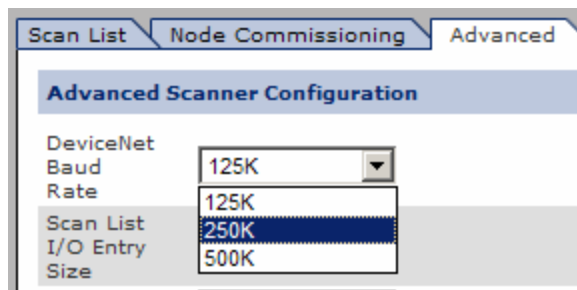 Scan List
Node Commissioning
Advanced
Advanced Scanner Configuration
DeviceNet
Baud
Rate
125K
125K
250K
500K
Scan List
I/O Entry
Size